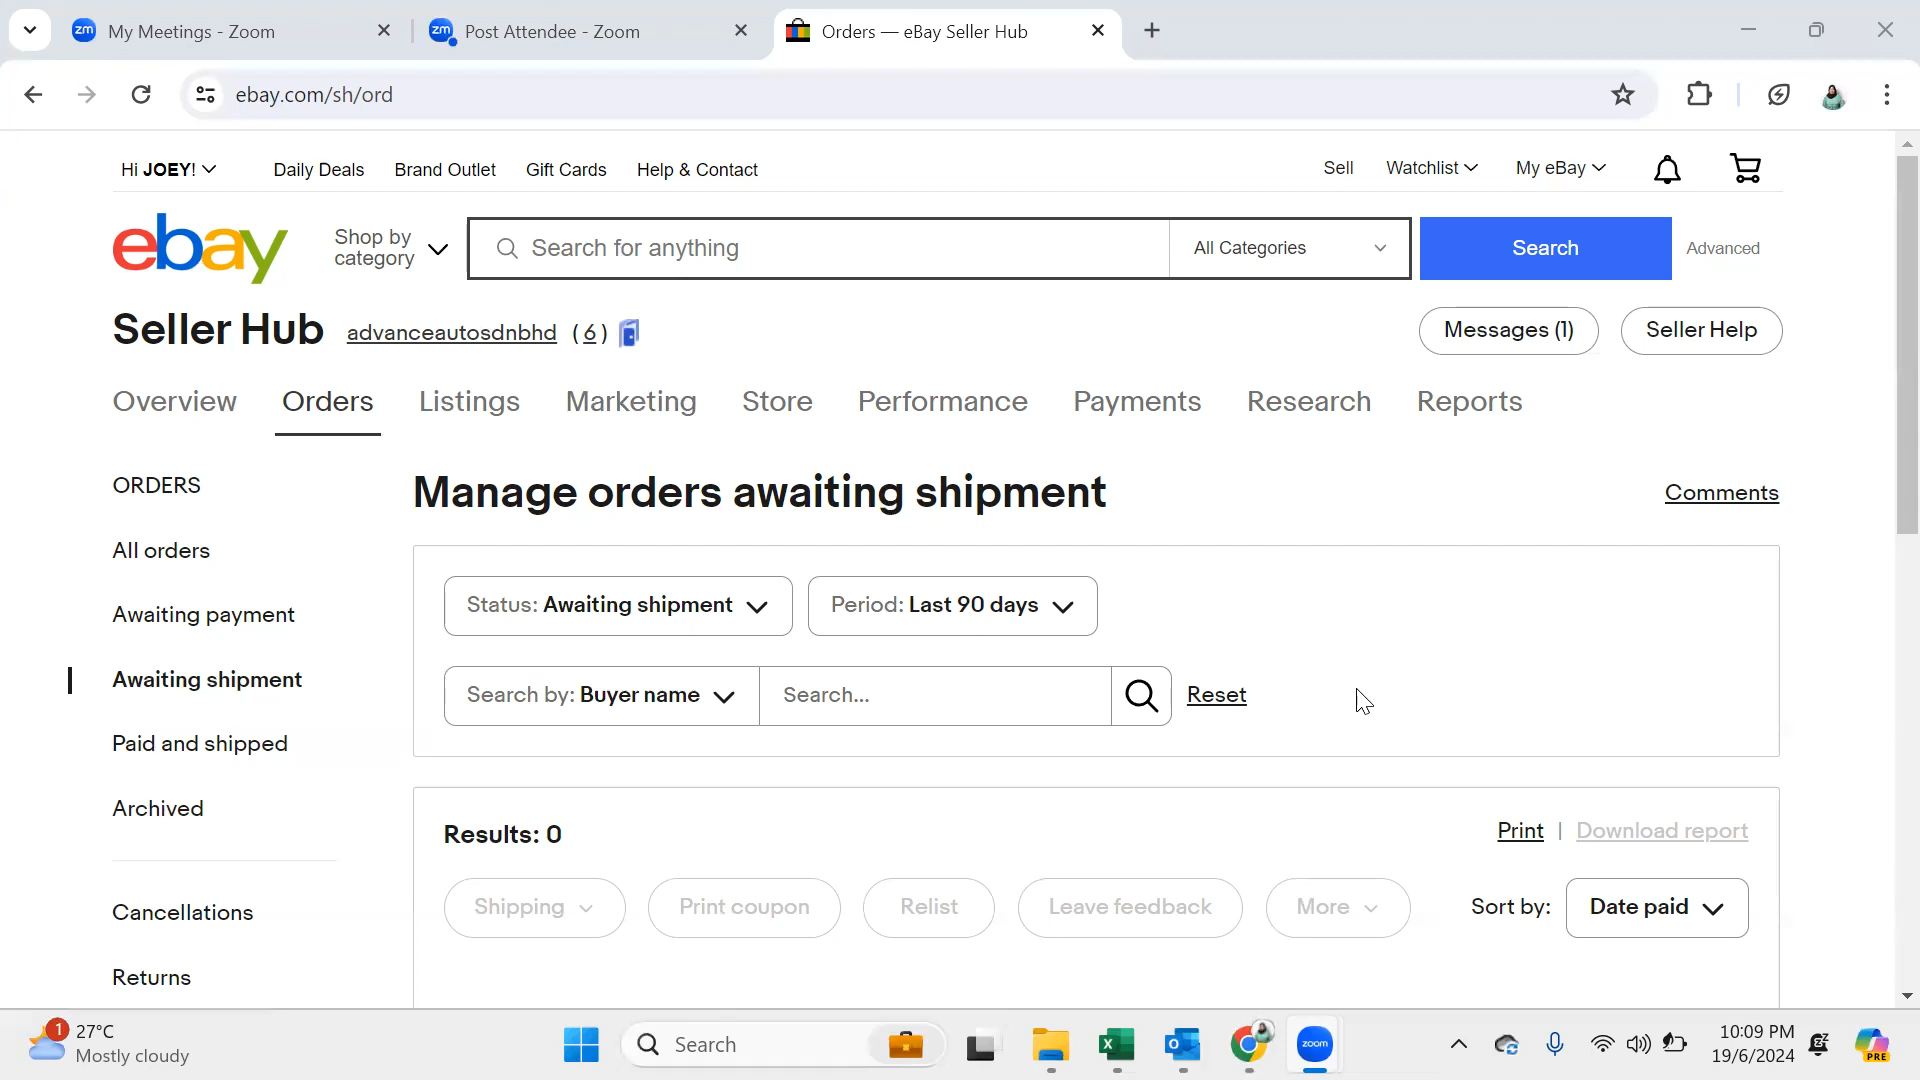 My Meetings - Zoom
Post Attendee - Zoom
Orders — eBay Seller Hub
ebay.com/sh/ord
Hi JOEY!
Daily Deals
Brand Outlet
Gift Cards
Help & Contact
Sell
Watchlist
My eBay
ebay
Shop by
category
Search for anything
All Categories
Search
Advanced
Seller Hub
advanceautosdnbhd (6)
Messages (1)
Seller Help
Overview
Orders
Listings
Marketing
Store
Performance
Payments
Research
Reports
ORDERS
All orders
Awaiting payment
Awaiting shipment
Paid and shipped
Archived
Cancellations
Returns
Manage orders awaiting shipment
Comments
Status: Awaiting shipment
Period: Last 90 days
Search by: Buyer name
Search...
Reset
Results: 0
Print | Download report
Shipping
Print coupon
Relist
Leave feedback
More
Sort by:
Date paid
1
27°C
Mostly cloudy
Search
zoom
10:09 PM
19/6/2024
PRE